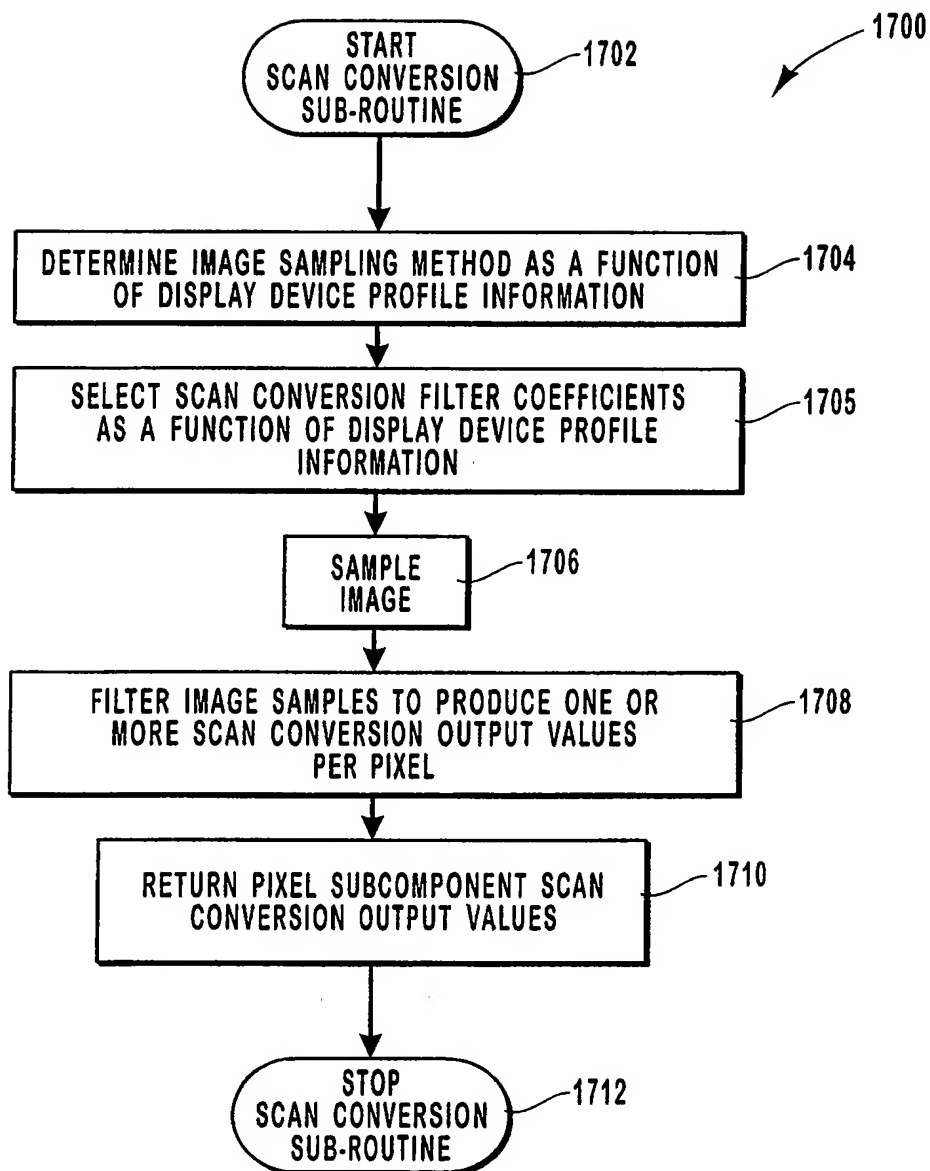 1700
START
SCAN CONVERSION
SUB-ROUTINE
1702
DETERMINE IMAGE SAMPLING METHOD AS A FUNCTION
OF DISPLAY DEVICE PROFILE INFORMATION
1704
SELECT SCAN CONVERSION FILTER COEFFICIENTS
AS A FUNCTION OF DISPLAY DEVICE PROFILE
INFORMATION
1705
SAMPLE
IMAGE
1706
FILTER IMAGE SAMPLES TO PRODUCE ONE OR
MORE SCAN CONVERSION OUTPUT VALUES
PER PIXEL
1708
RETURN PIXEL SUBCOMPONENT SCAN
CONVERSION OUTPUT VALUES
1710
STOP
SCAN CONVERSION
SUB-ROUTINE
1712